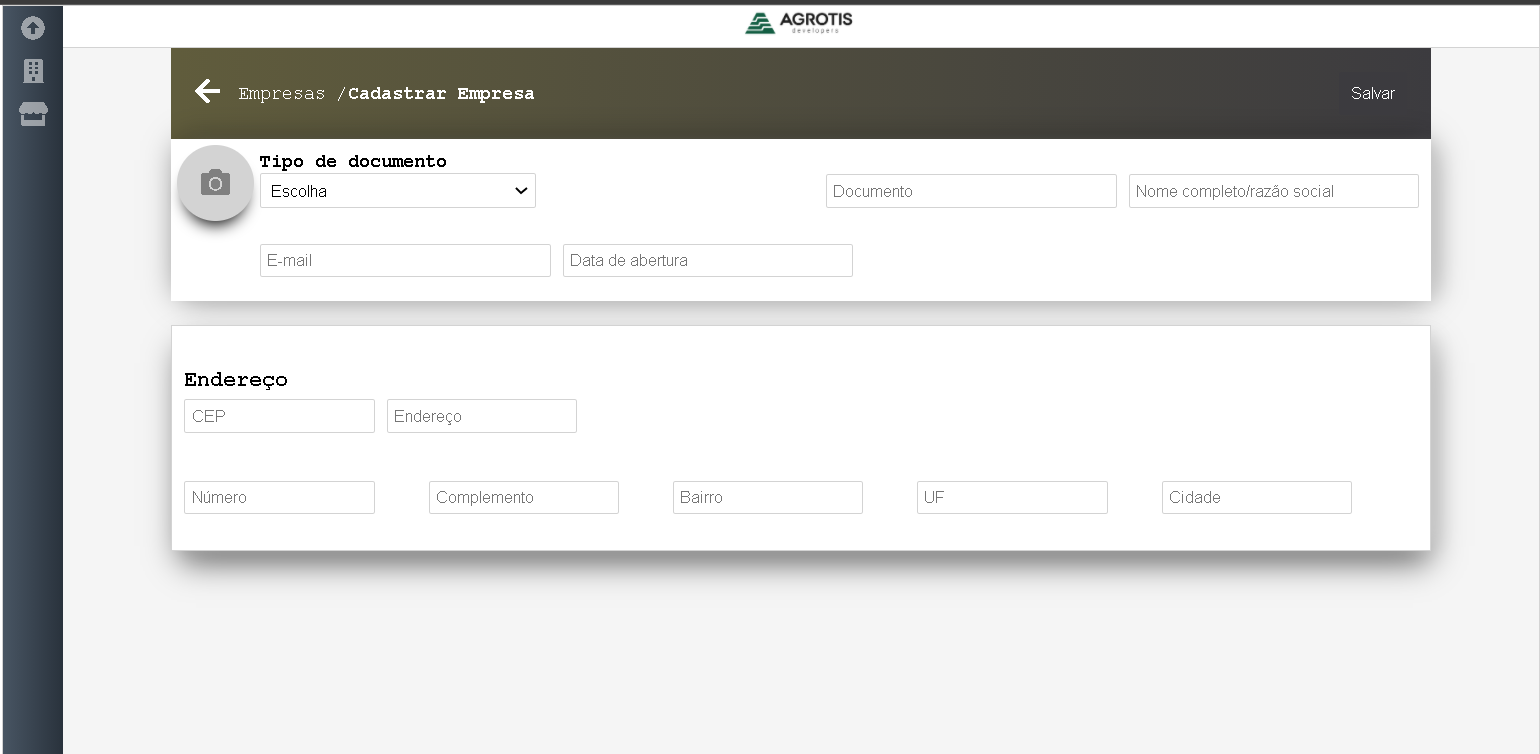 AGROTIS
developers
Empresas /Cadastrar Empresa
Salvar
Tipo de documento
Escolha
Documento
Nome completo/razão social
E-mail
Data de abertura
Endereço
CEP
Endereço
Número
Complemento
Bairro
UF
Cidade